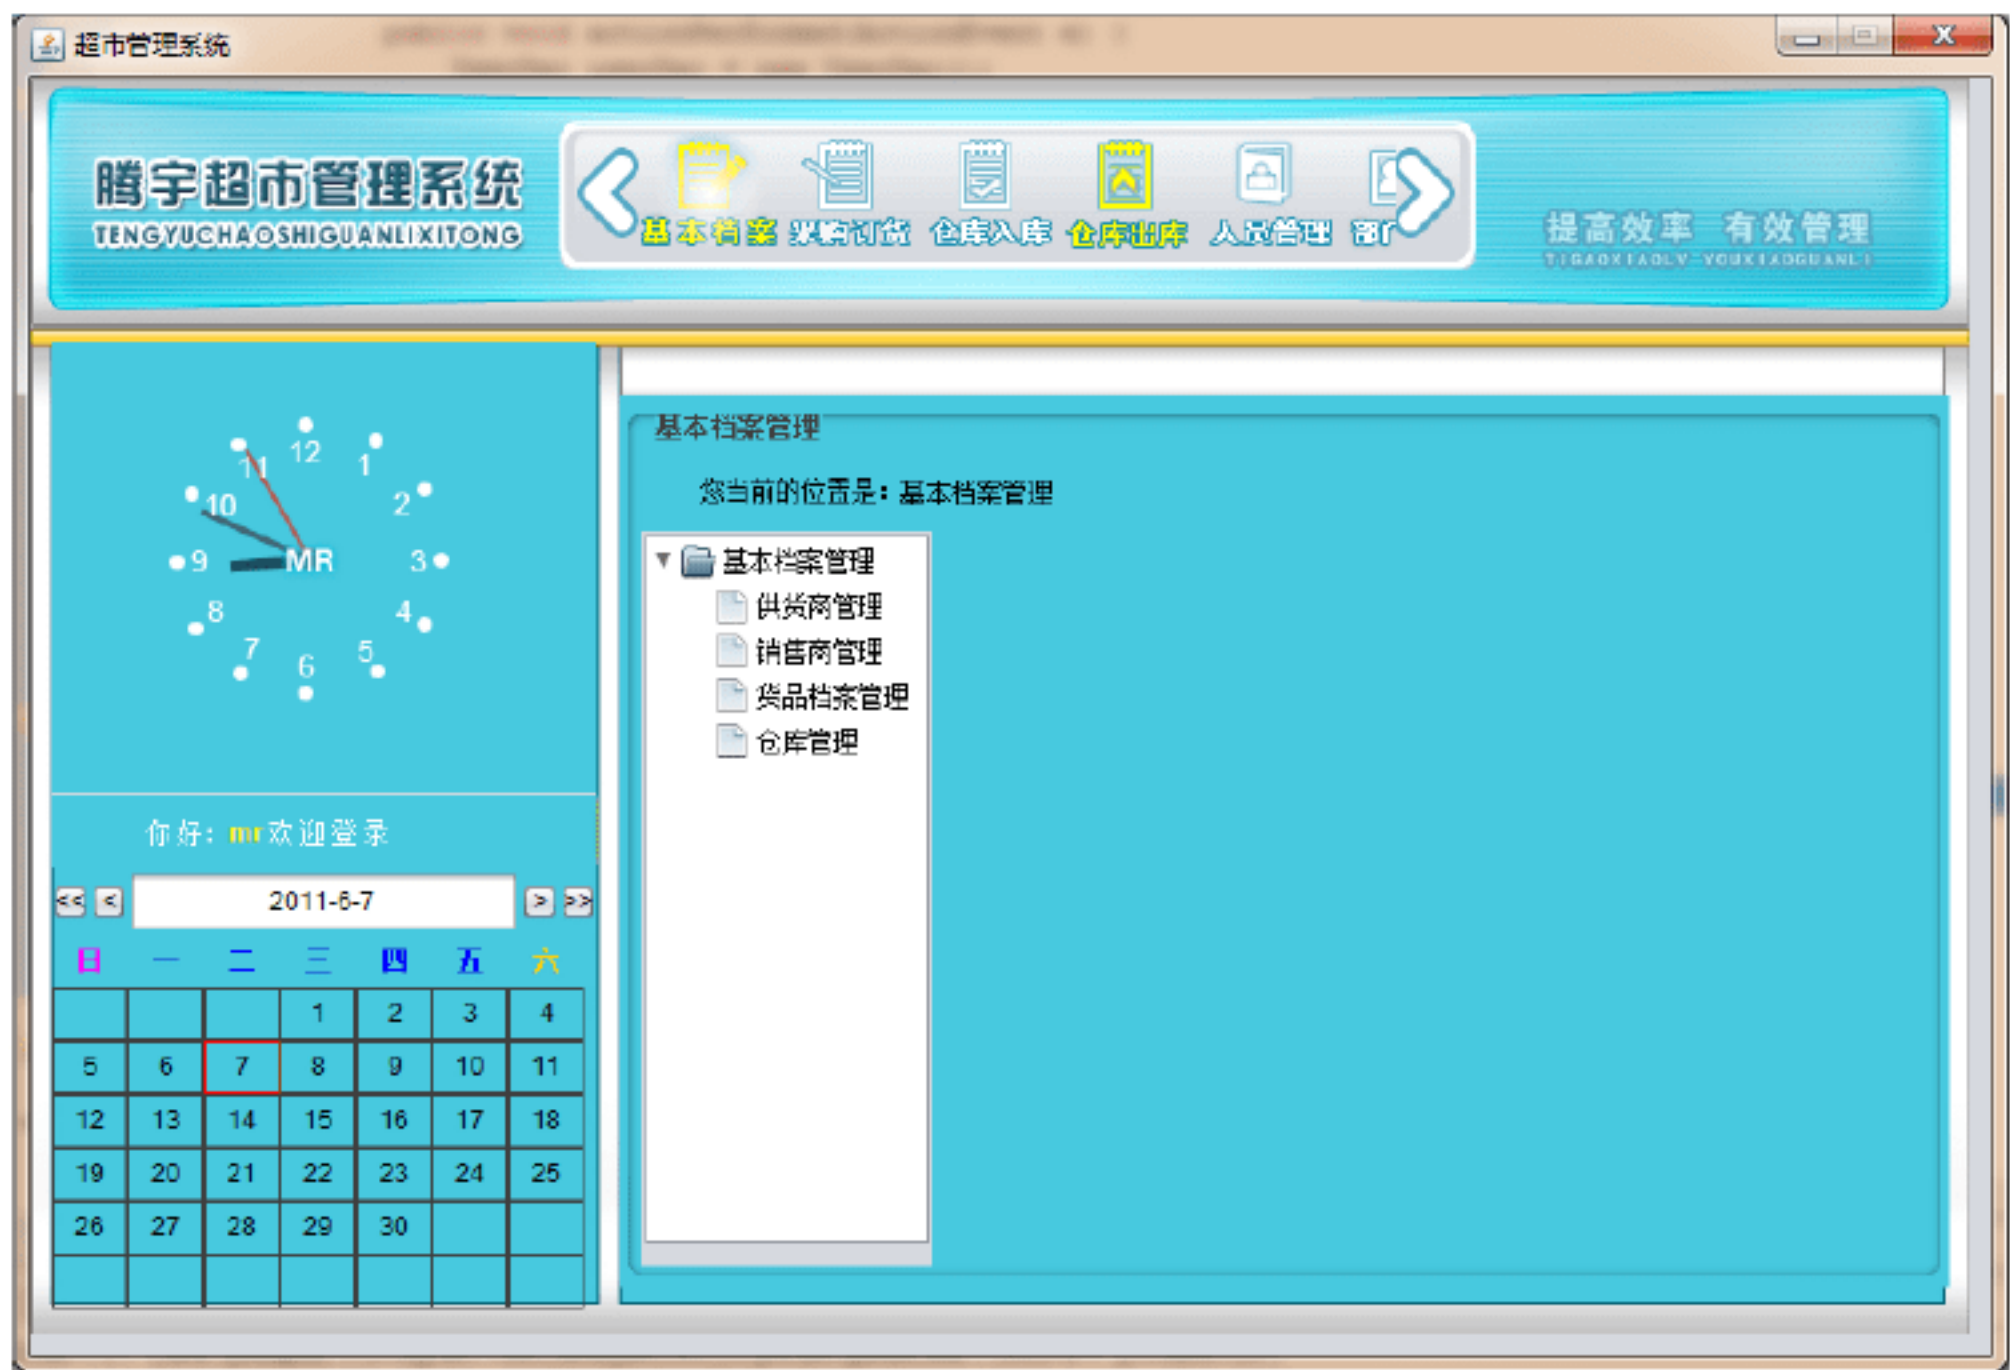 超市管理系统
腾宇超市管理系统
TENGYUCHAOSHIGUANLIXITONG
基本档案 采购订货 仓库入库 仓库出库 人员管理 部门
提高效率 有效管理
TIGAOXIAOLV YOUXIAOGUANLI
12
11 1
10 2
9 MR 3
8 4
7 5
6
你好: mr欢迎登录
<< < 2011-6-7 > >>
日 一 二 三 四 五 六
1 2 3 4
5 6 7 8 9 10 11
12 13 14 15 16 17 18
19 20 21 22 23 24 25
26 27 28 29 30
基本档案管理
您当前的位置是: 基本档案管理
基本档案管理
供货商管理
销售商管理
货品档案管理
仓库管理